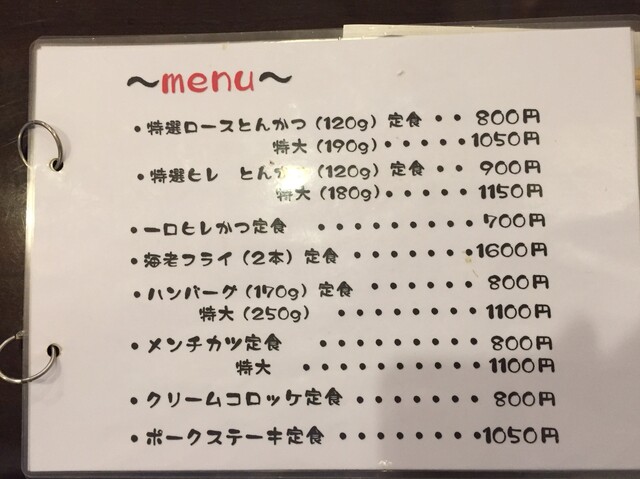 ～menu～
・特選ロースとんかつ（120g）定食・・800円
特大（190g）・・・・・1050円
・特選ヒレ とんかつ（120g）定食・・900円
特大（180g）・・・・・1150円
・一口ヒレかつ定食 ・・・・・・・・700円
・海老フライ（2本）定食・・・・・・・1600円
・ハンバーグ（170g）定食・・・・・・800円
特大（250g） ・・・・・・・・1100円
・メンチカツ定食 ・・・・・・・・・800円
特大 ・・・・・・・・・・1100円
・クリームコロッケ定食・・・・・・・・800円
・ポークステーキ定食・・・・・・・・1050円